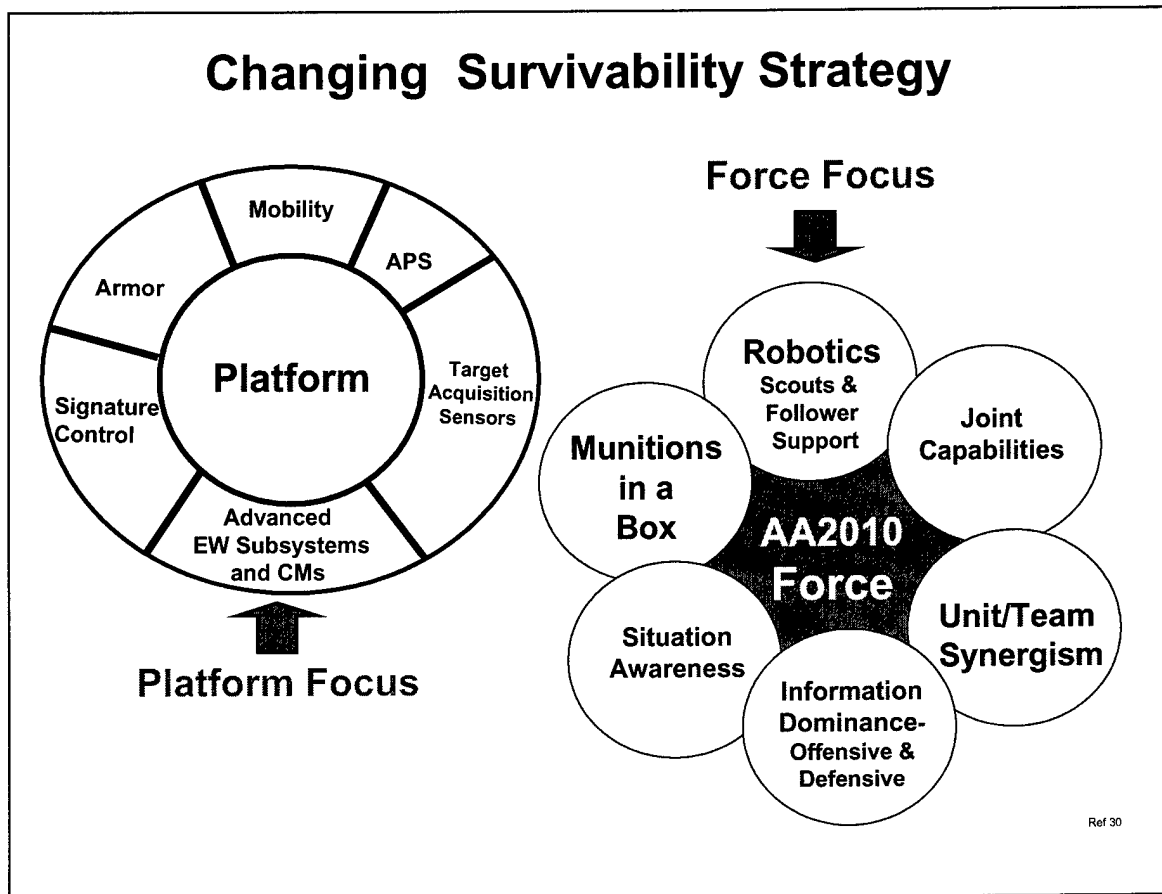 Changing Survivability Strategy
Mobility
APS
Armor
Platform
Target
Acquisition
Sensors
Signature
Control
Advanced
EW Subsystems
and CMs
Platform Focus
Force Focus
Robotics
Scouts &
Follower
Support
Joint
Capabilities
Munitions
in a
Box
AA2010
Force
Unit/Team
Synergism
Situation
Awareness
Information
Dominance-
Offensive &
Defensive
Ref 30